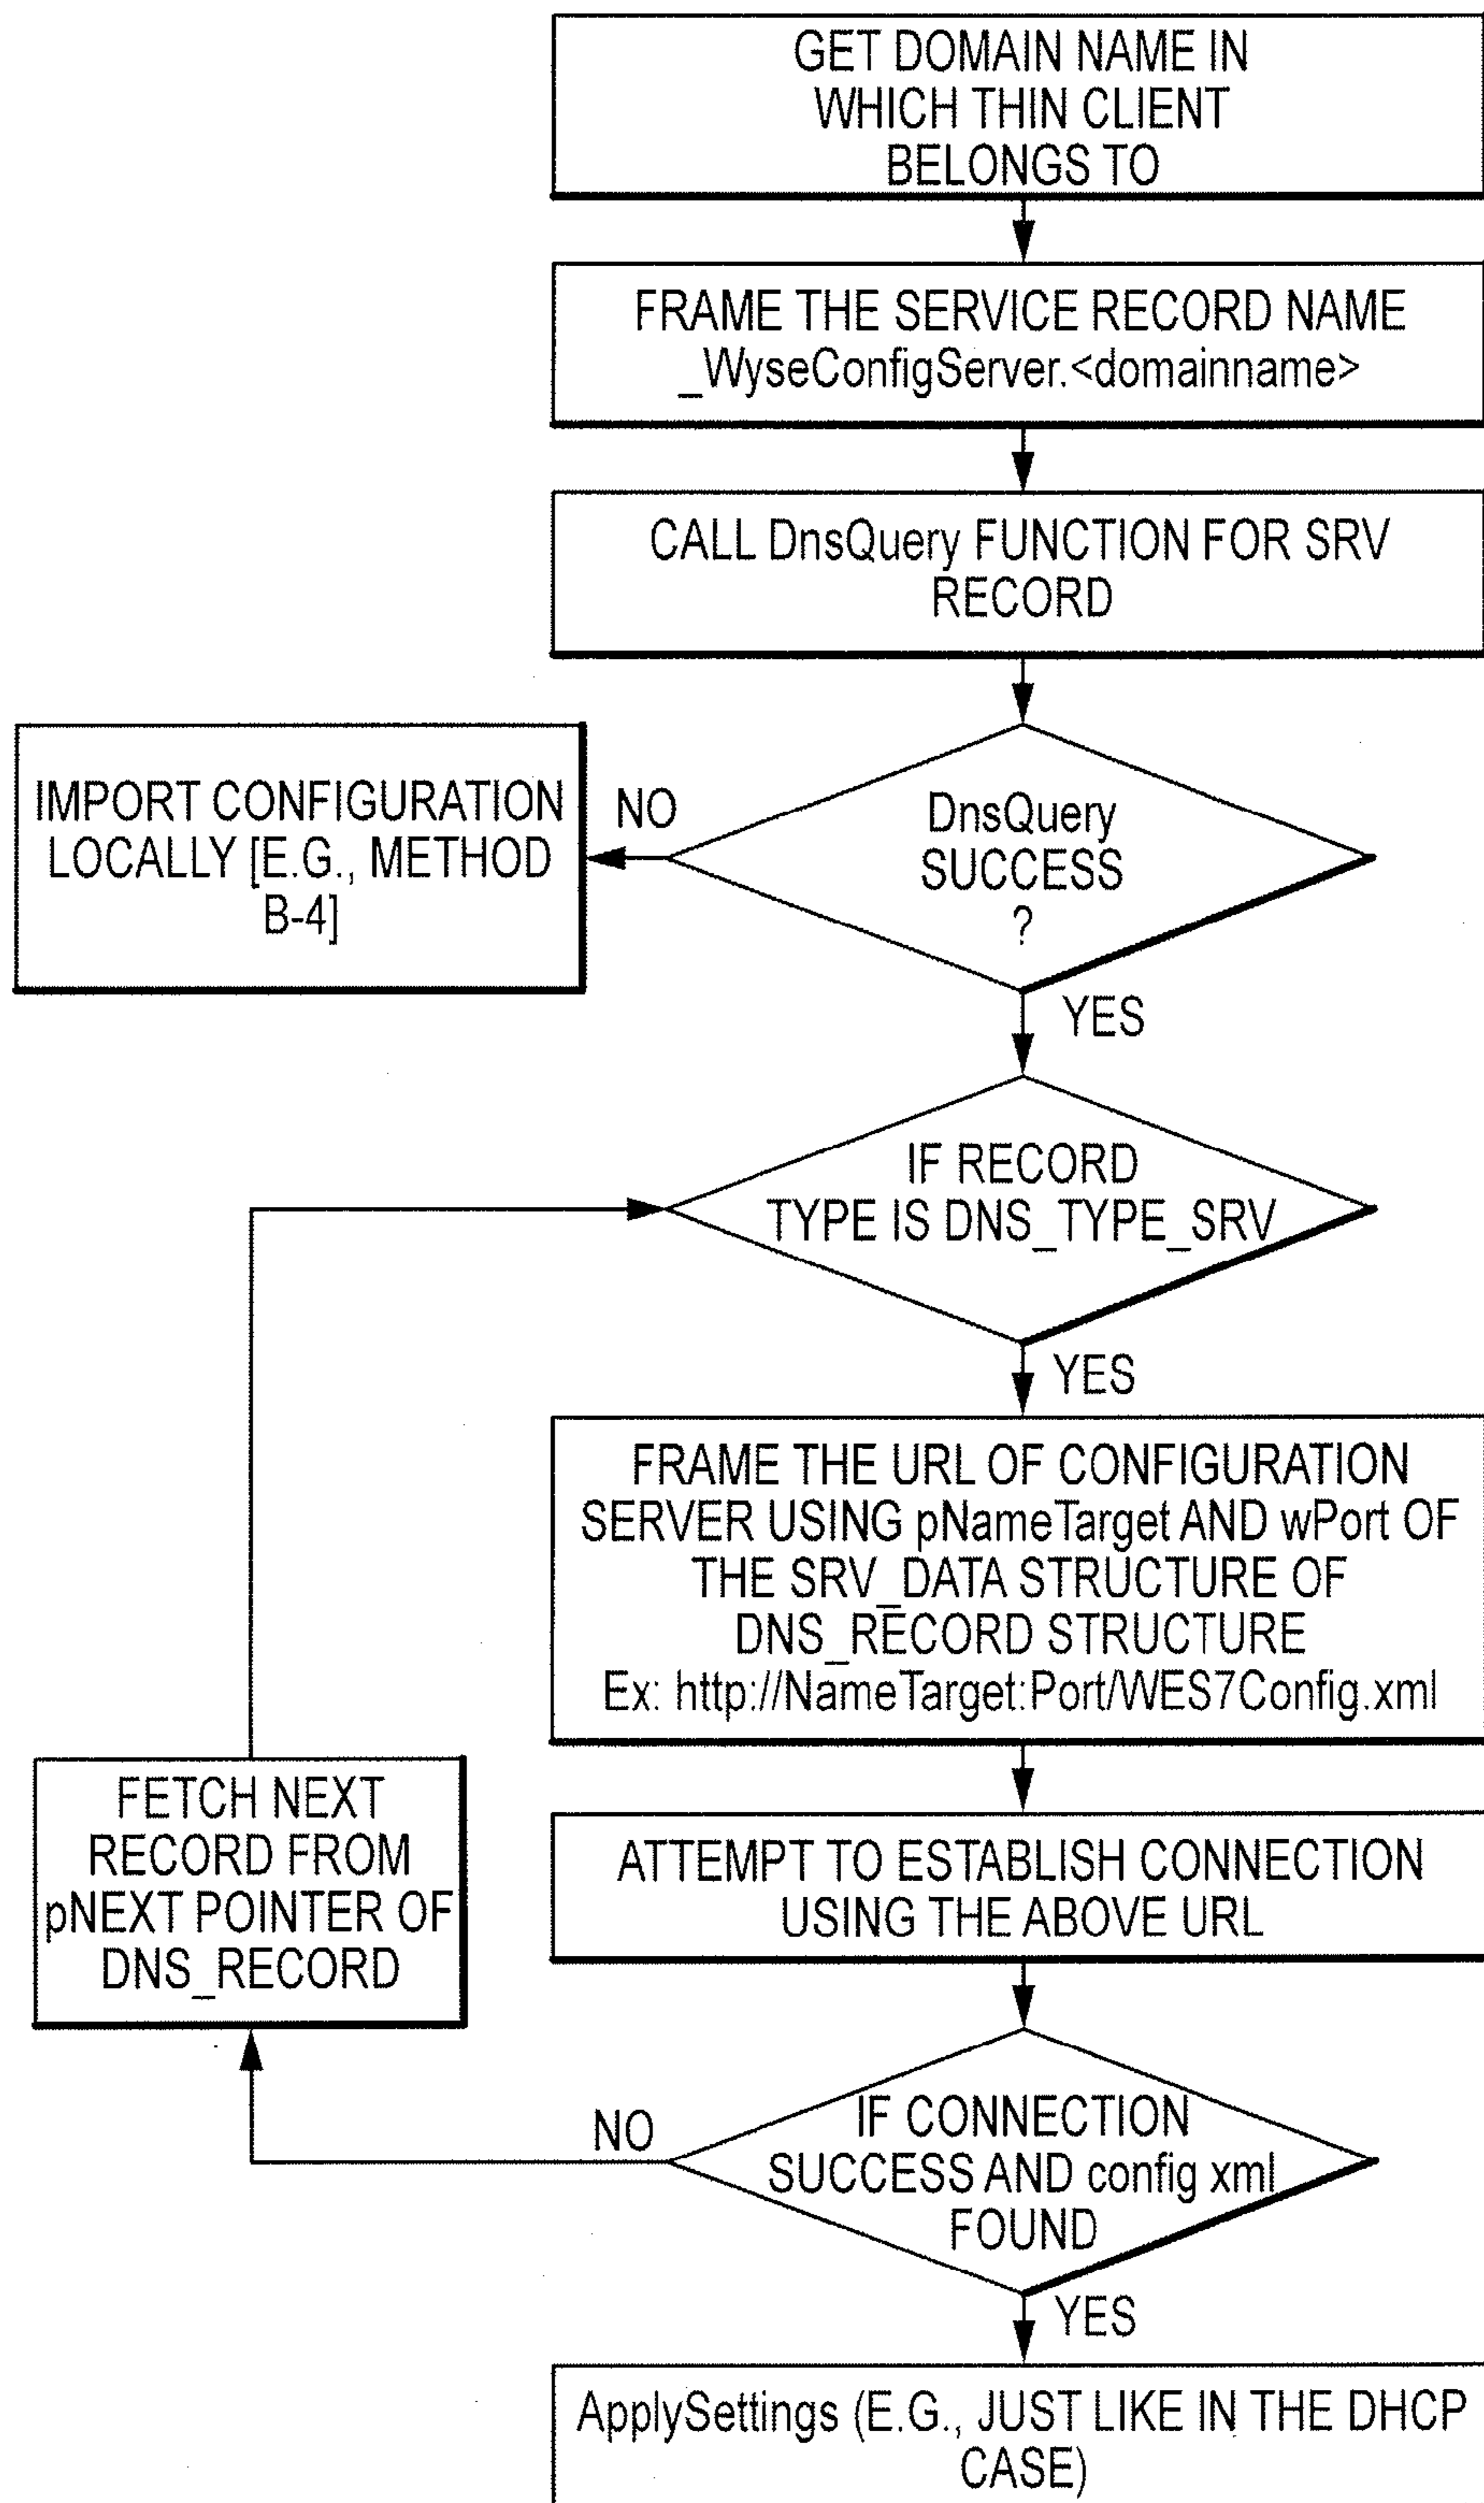 GET DOMAIN NAME IN
WHICH THIN CLIENT
BELONGS TO
FRAME THE SERVICE RECORD NAME
_WyseConfigServer.<domainname>
CALL DnsQuery FUNCTION FOR SRV
RECORD
DnsQuery
SUCCESS
?
NO
IMPORT CONFIGURATION
LOCALLY [E.G., METHOD
B-4]
YES
IF RECORD
TYPE IS DNS_TYPE_SRV
YES
FRAME THE URL OF CONFIGURATION
SERVER USING pNameTarget AND wPort OF
THE SRV_DATA STRUCTURE OF
DNS_RECORD STRUCTURE
Ex: http://NameTarget:Port/WES7Config.xml
ATTEMPT TO ESTABLISH CONNECTION
USING THE ABOVE URL
IF CONNECTION
SUCCESS AND config xml
FOUND
NO
FETCH NEXT
RECORD FROM
pNEXT POINTER OF
DNS_RECORD
YES
ApplySettings (E.G., JUST LIKE IN THE DHCP
CASE)